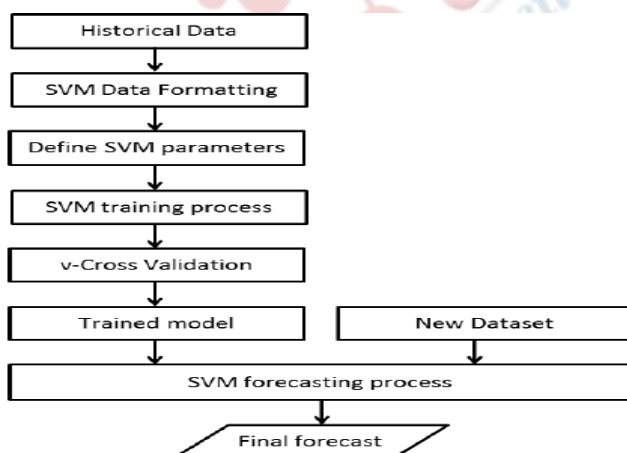 Historical Data
SVM Data Formatting
Define SVM parameters
SVM training process
v-Cross Validation
Trained model
New Dataset
SVM forecasting process
Final forecast